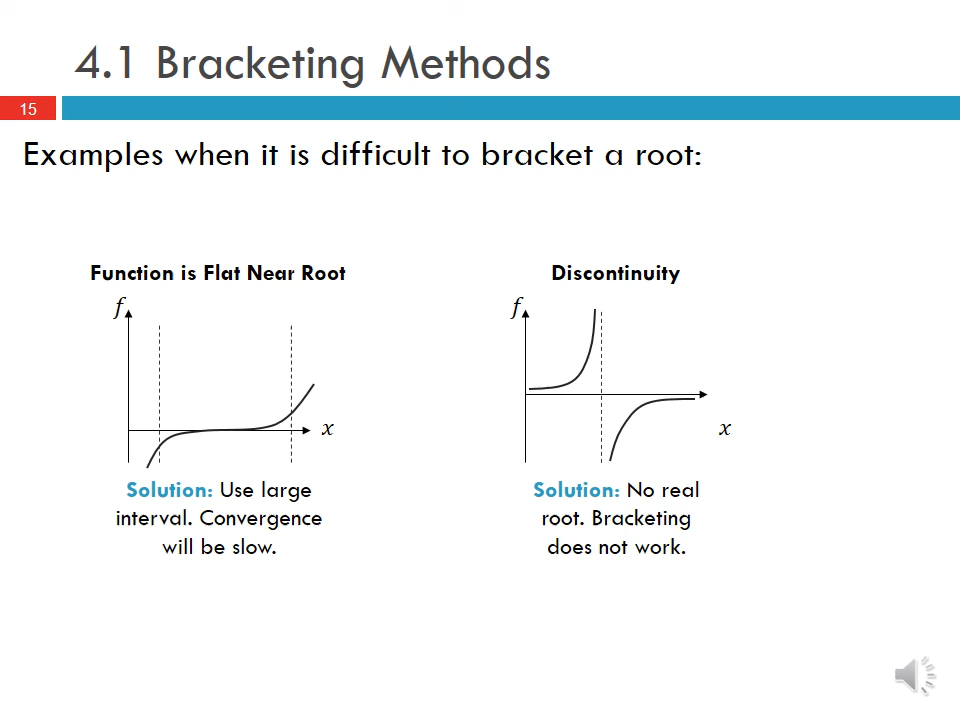 4.1 Bracketing Methods
15
Examples when it is difficult to bracket a root:
Function is Flat Near Root
f
x
Solution: Use large
interval. Convergence
will be slow.
Discontinuity
f
x
Solution: No real
root. Bracketing
does not work.